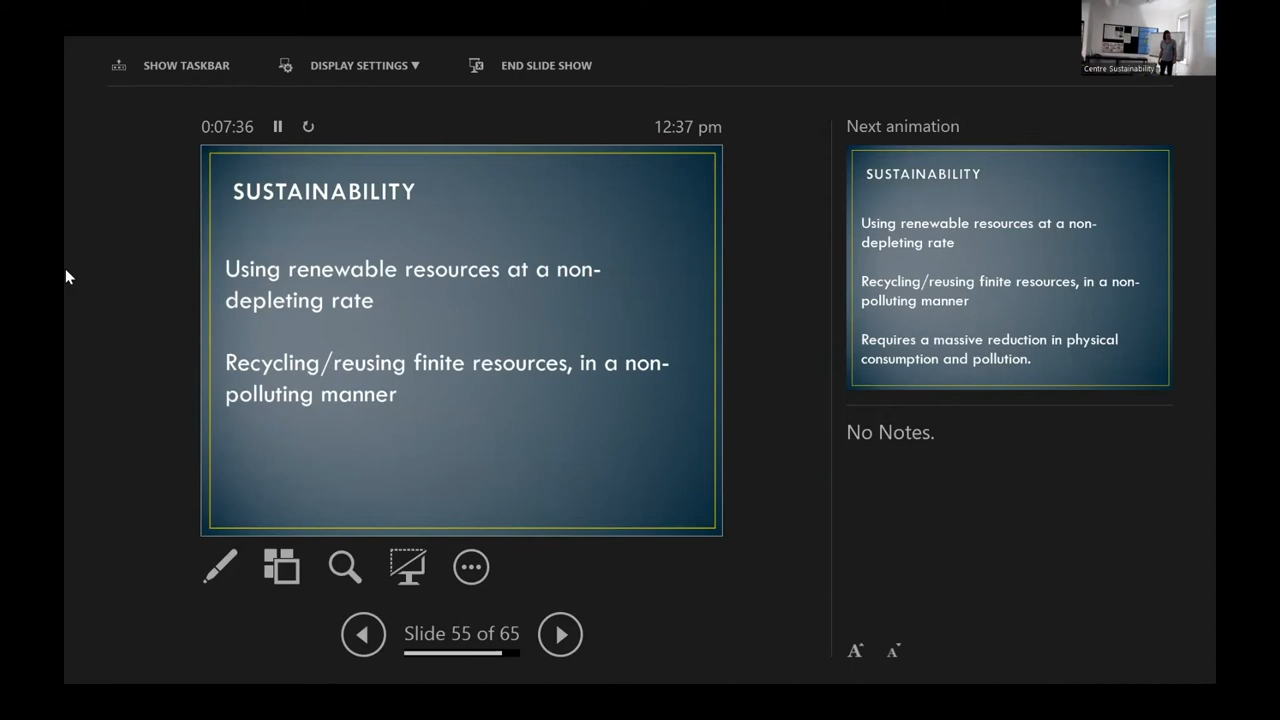 SHOW TASKBAR
DISPLAY SETTINGS ▼
END SLIDE SHOW
Centre Sustainability
0:07:36
12:37 pm
SUSTAINABILITY
Using renewable resources at a non-
depleting rate
Recycling/reusing finite resources, in a non-
polluting manner
Slide 55 of 65
Next animation
SUSTAINABILITY
Using renewable resources at a non-
depleting rate
Recycling/reusing finite resources, in a non-
polluting manner
Requires a massive reduction in physical
consumption and pollution.
No Notes.
A A